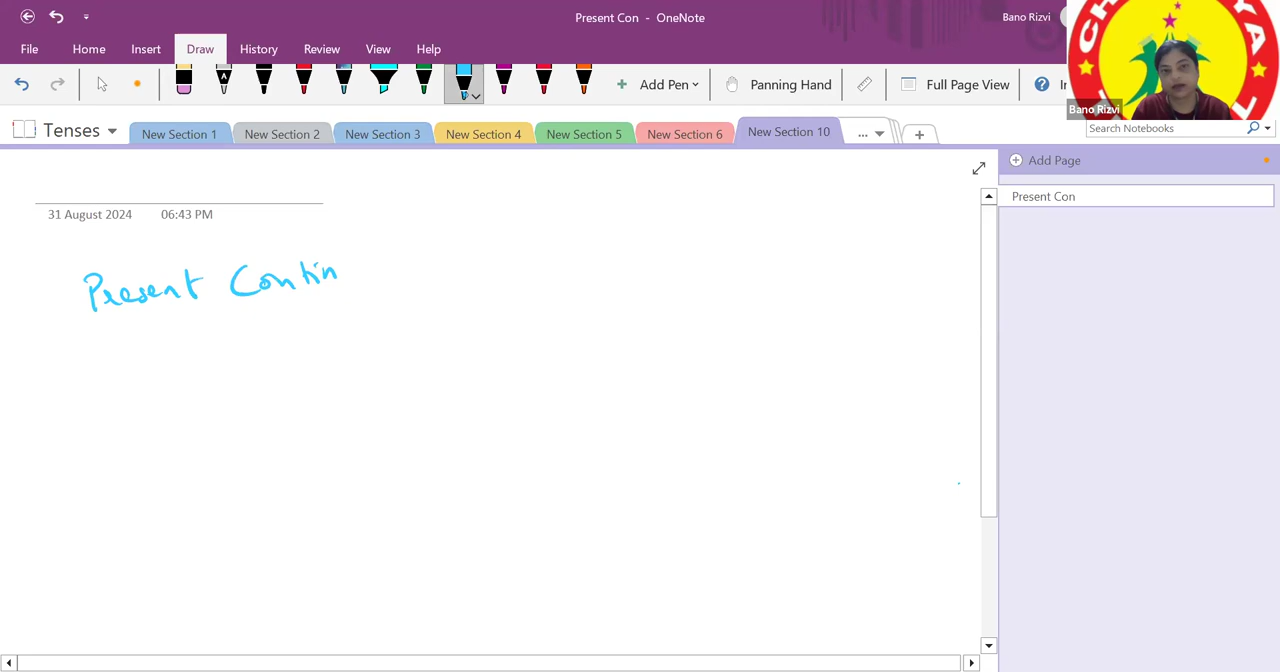 Present Con - OneNote
Bano Rizvi
File Home Insert Draw History Review View Help
Add Pen
Panning Hand
Full Page View
Bano Rizvi
Tenses
New Section 1
New Section 2
New Section 3
New Section 4
New Section 5
New Section 6
New Section 10
...
Search Notebooks
Add Page
Present Con
31 August 2024 06:43 PM
Present Contin